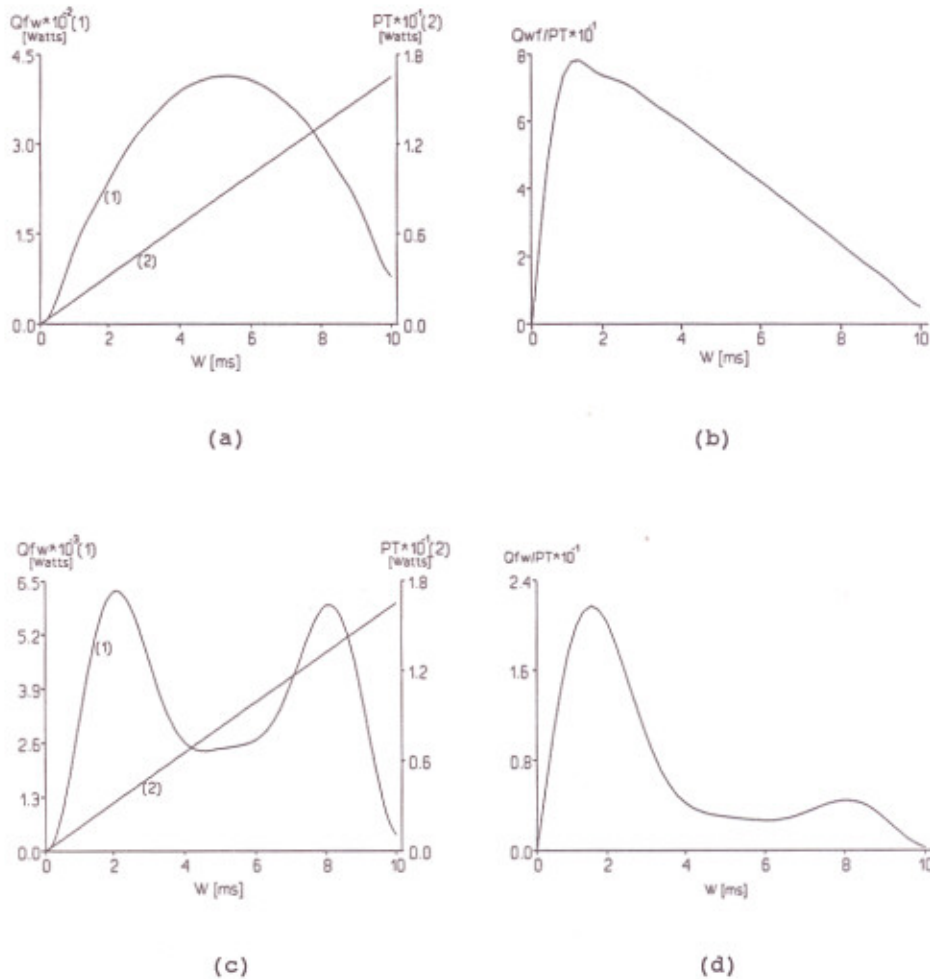 Qfw*10⁻²(1)
[Watts]
PT*10⁻¹(2)
[Watts]
4.5
3.0
1.5
0.0
1.8
1.2
0.6
0.0
(1)
(2)
0 2 4 6 8 10
W [ms]
(a)
Qwf/PT*10⁻¹
8
6
4
2
0
0 2 4 6 8 10
W [ms]
(b)
Qfw*10⁻³(1)
[Watts]
PT*10⁻¹(2)
[Watts]
6.5
5.2
3.9
2.6
1.3
0.0
1.8
1.2
0.6
0.0
(1)
(2)
0 2 4 6 8 10
W [ms]
(c)
Qfw/PT*10⁻¹
2.4
1.6
0.8
0.0
0 2 4 6 8 10
W [ms]
(d)